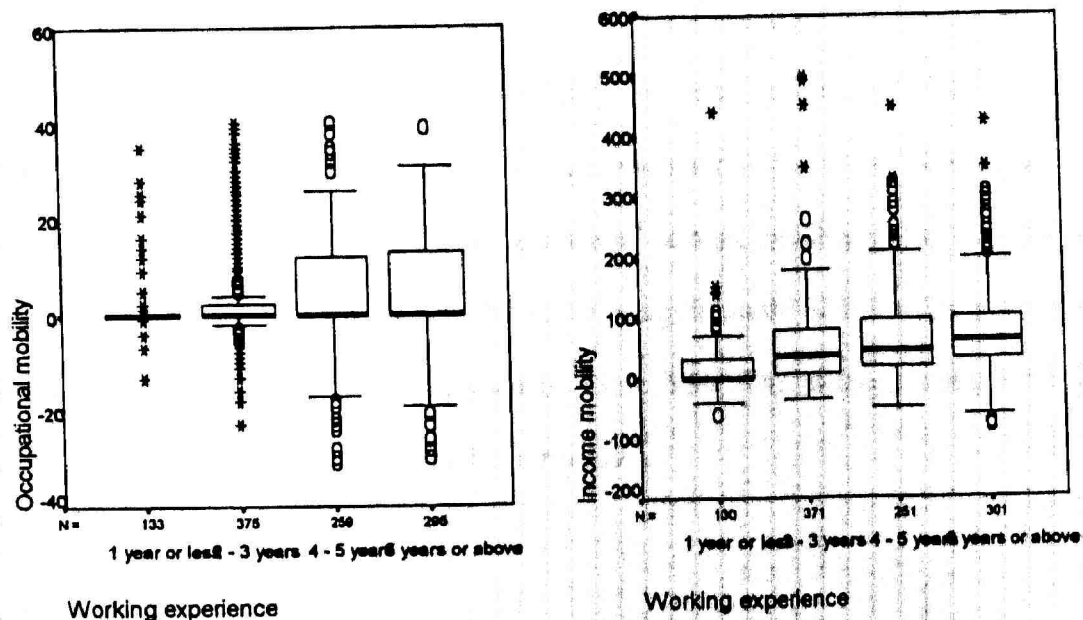 60
40
20
0
-20
-40
Occupational mobility
N = 133 375 259 295
1 year or less 2 - 3 years 4 - 5 years 6 years or above
Working experience
6000
5000
4000
3000
2000
1000
0
-1000
-2000
Income mobility
N = 371 251 301
1 year or less 2 - 3 years 4 - 5 years 6 years or above
Working experience